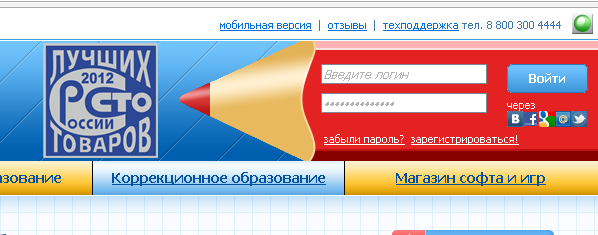 мобильная версия | отзывы | техподдержка тел. 8 800 300 4444
ЛУЧШИХ
2012
СТО
РОССИИ
ТОВАРОВ
Введите логин
Войти
через
забыли пароль? зарегистрироваться!
азование
Коррекционное образование
Магазин софта и игр